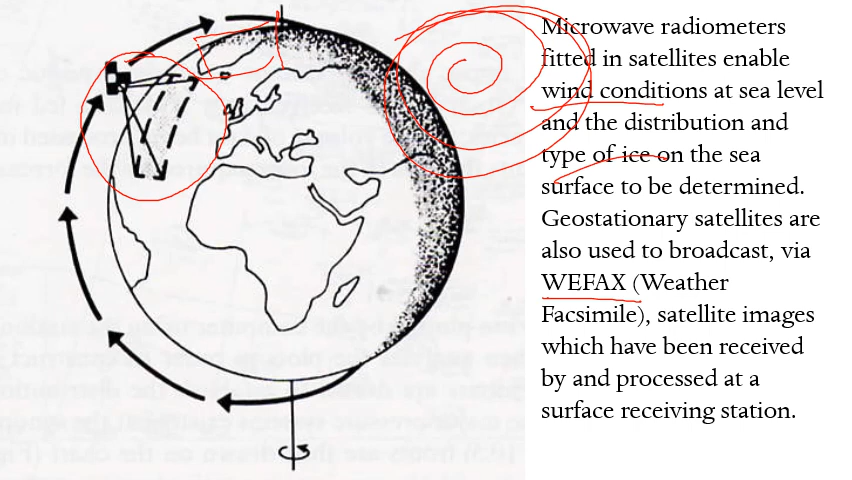 Microwave radiometers
fitted in satellites enable
wind conditions at sea level
and the distribution and
type of ice on the sea
surface to be determined.
Geostationary satellites are
also used to broadcast, via
WEFAX (Weather
Facsimile), satellite images
which have been received
by and processed at a
surface receiving station.